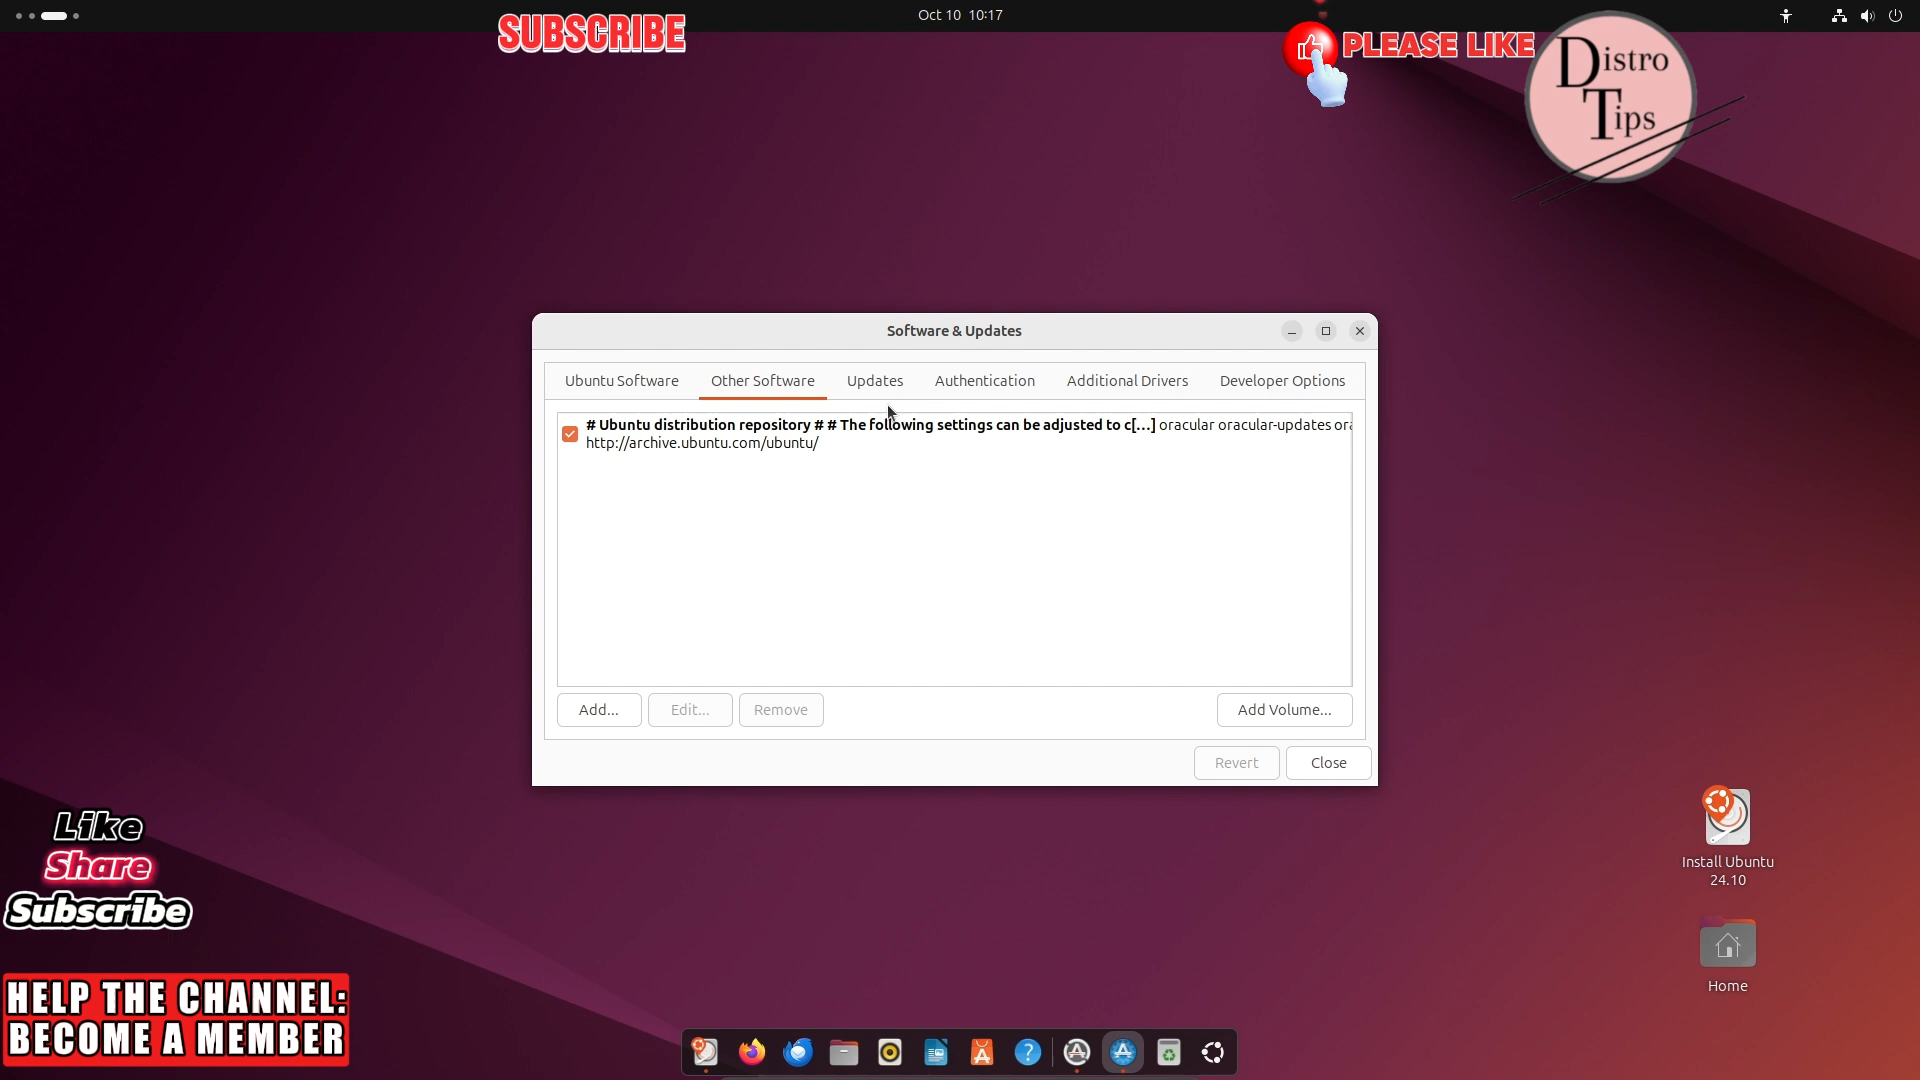 Oct 10 10:17
SUBSCRIBE
PLEASE LIKE
Distro
Tips
Software & Updates
Ubuntu Software
Other Software
Updates
Authentication
Additional Drivers
Developer Options
# Ubuntu distribution repository # # The following settings can be adjusted to c[...] oracular oracular-updates ora
http://archive.ubuntu.com/ubuntu/
Add...
Edit...
Remove
Add Volume...
Revert
Close
Install Ubuntu
24.10
Home
Like
Share
Subscribe
HELP THE CHANNEL:
BECOME A MEMBER